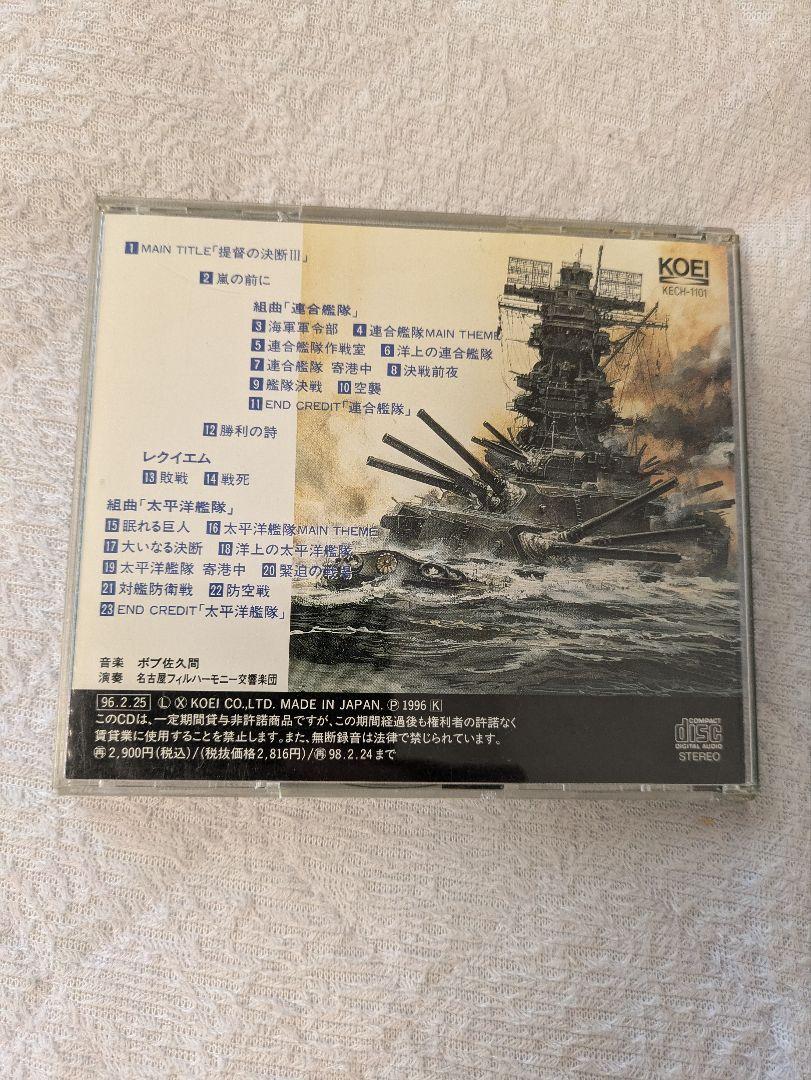 1 MAIN TITLE「提督の決断III」
2 嵐の前に
組曲「連合艦隊」
3 海軍軍令部 4 連合艦隊MAIN THEME
5 連合艦隊作戦室 6 洋上の連合艦隊
7 連合艦隊 寄港中 8 決戦前夜
9 艦隊決戦 10 空襲
11 END CREDIT「連合艦隊」
12 勝利の詩
レクイエム
13 敗戦 14 戦死
組曲「太平洋艦隊」
15 眠れる巨人 16 太平洋艦隊MAIN THEME
17 大いなる決断 18 洋上の太平洋艦隊
19 太平洋艦隊 寄港中 20 緊迫の戦場
21 対艦防衛戦 22 防空戦
23 END CREDIT「太平洋艦隊」
KOEI
KECH-1101
音楽 ボブ佐久間
演奏 名古屋フィルハーモニー交響楽団
96.2.25 Ⓛ Ⓧ KOEI CO.,LTD. MADE IN JAPAN. Ⓟ 1996 K
このCDは、一定期間貸与非許諾商品ですが、この期間経過後も権利者の許諾なく
賃貸業に使用することを禁止します。また、無断録音は法律で禁じられています。
再 2,900円(税込)/(税抜価格2,816円)/再 98.2.24まで
COMPACT
disc
DIGITAL AUDIO
STEREO